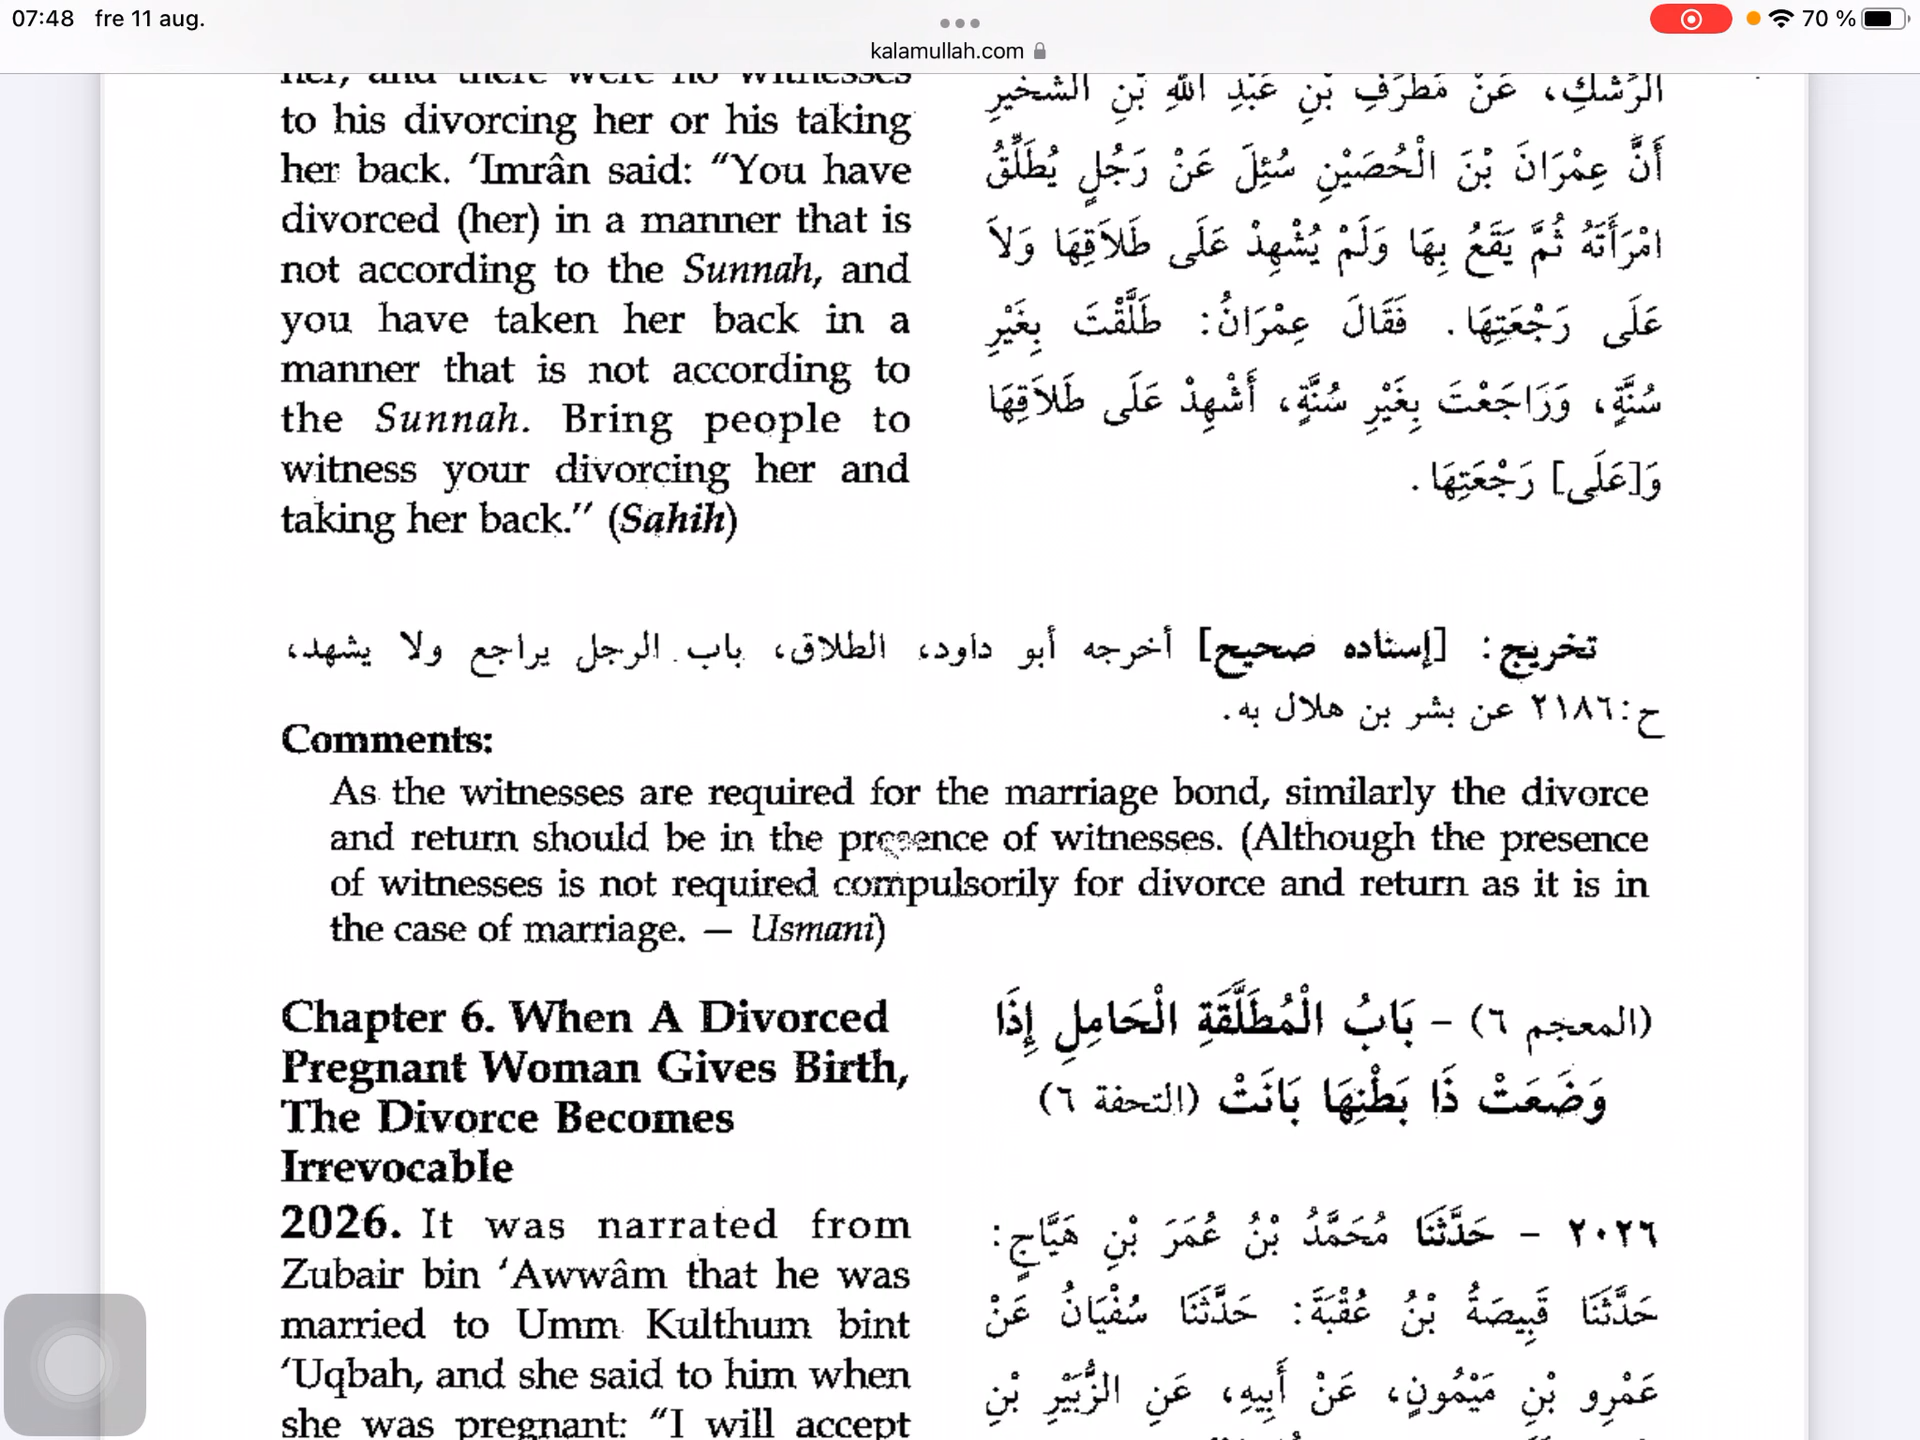 07:48 fre 11 aug.
70 %
kalamullah.com
her, and there were no witnesses
to his divorcing her or his taking
her back. ‘Imrân said: “You have
divorced (her) in a manner that is
not according to the Sunnah, and
you have taken her back in a
manner that is not according to
the Sunnah. Bring people to
witness your divorcing her and
taking her back.” (Sahih)
الرِّشْكِ، عَنْ مُطَرِّفِ بْنِ عَبْدِ اللهِ بْنِ الشِّخِّيرِ
أَنَّ عِمْرَانَ بْنَ الْحُصَيْنِ سُئِلَ عَنْ رَجُلٍ يُطَلِّقُ
امْرَأَتَهُ ثُمَّ يَقَعُ بِهَا وَلَمْ يُشْهِدْ عَلَى طَلاَقِهَا وَلاَ
عَلَى رَجْعَتِهَا. فَقَالَ عِمْرَانُ: طَلَّقْتَ بِغَيْرِ
سُنَّةٍ، وَرَاجَعْتَ بِغَيْرِ سُنَّةٍ، أَشْهِدْ عَلَى طَلاَقِهَا
وَ[عَلَى] رَجْعَتِهَا.
تخريج: [إسناده صحيح] أخرجه أبو داود، الطلاق، باب الرجل يراجع ولا يشهد،
ح:٢١٨٦ عن بشر بن هلال به.
Comments:
As the witnesses are required for the marriage bond, similarly the divorce
and return should be in the presence of witnesses. (Although the presence
of witnesses is not required compulsorily for divorce and return as it is in
the case of marriage. — Usmani)
Chapter 6. When A Divorced
Pregnant Woman Gives Birth,
The Divorce Becomes
Irrevocable
(المعجم ٦) – بَابُ الْمُطَلَّقَةِ الْحَامِلِ إِذَا
وَضَعَتْ ذَا بَطْنِهَا بَانَتْ (التحفة ٦)
2026. It was narrated from
Zubair bin ‘Awwâm that he was
married to Umm Kulthum bint
‘Uqbah, and she said to him when
she was pregnant: “I will accept
٢٠٢٦ – حَدَّثَنَا مُحَمَّدُ بْنُ عُمَرَ بْنِ هَيَّاجٍ:
حَدَّثَنَا قَبِيصَةُ بْنُ عُقْبَةَ: حَدَّثَنَا سُفْيَانُ عَنْ
عَمْرِو بْنِ مَيْمُونٍ، عَنْ أَبِيهِ، عَنِ الزُّبَيْرِ بْنِ